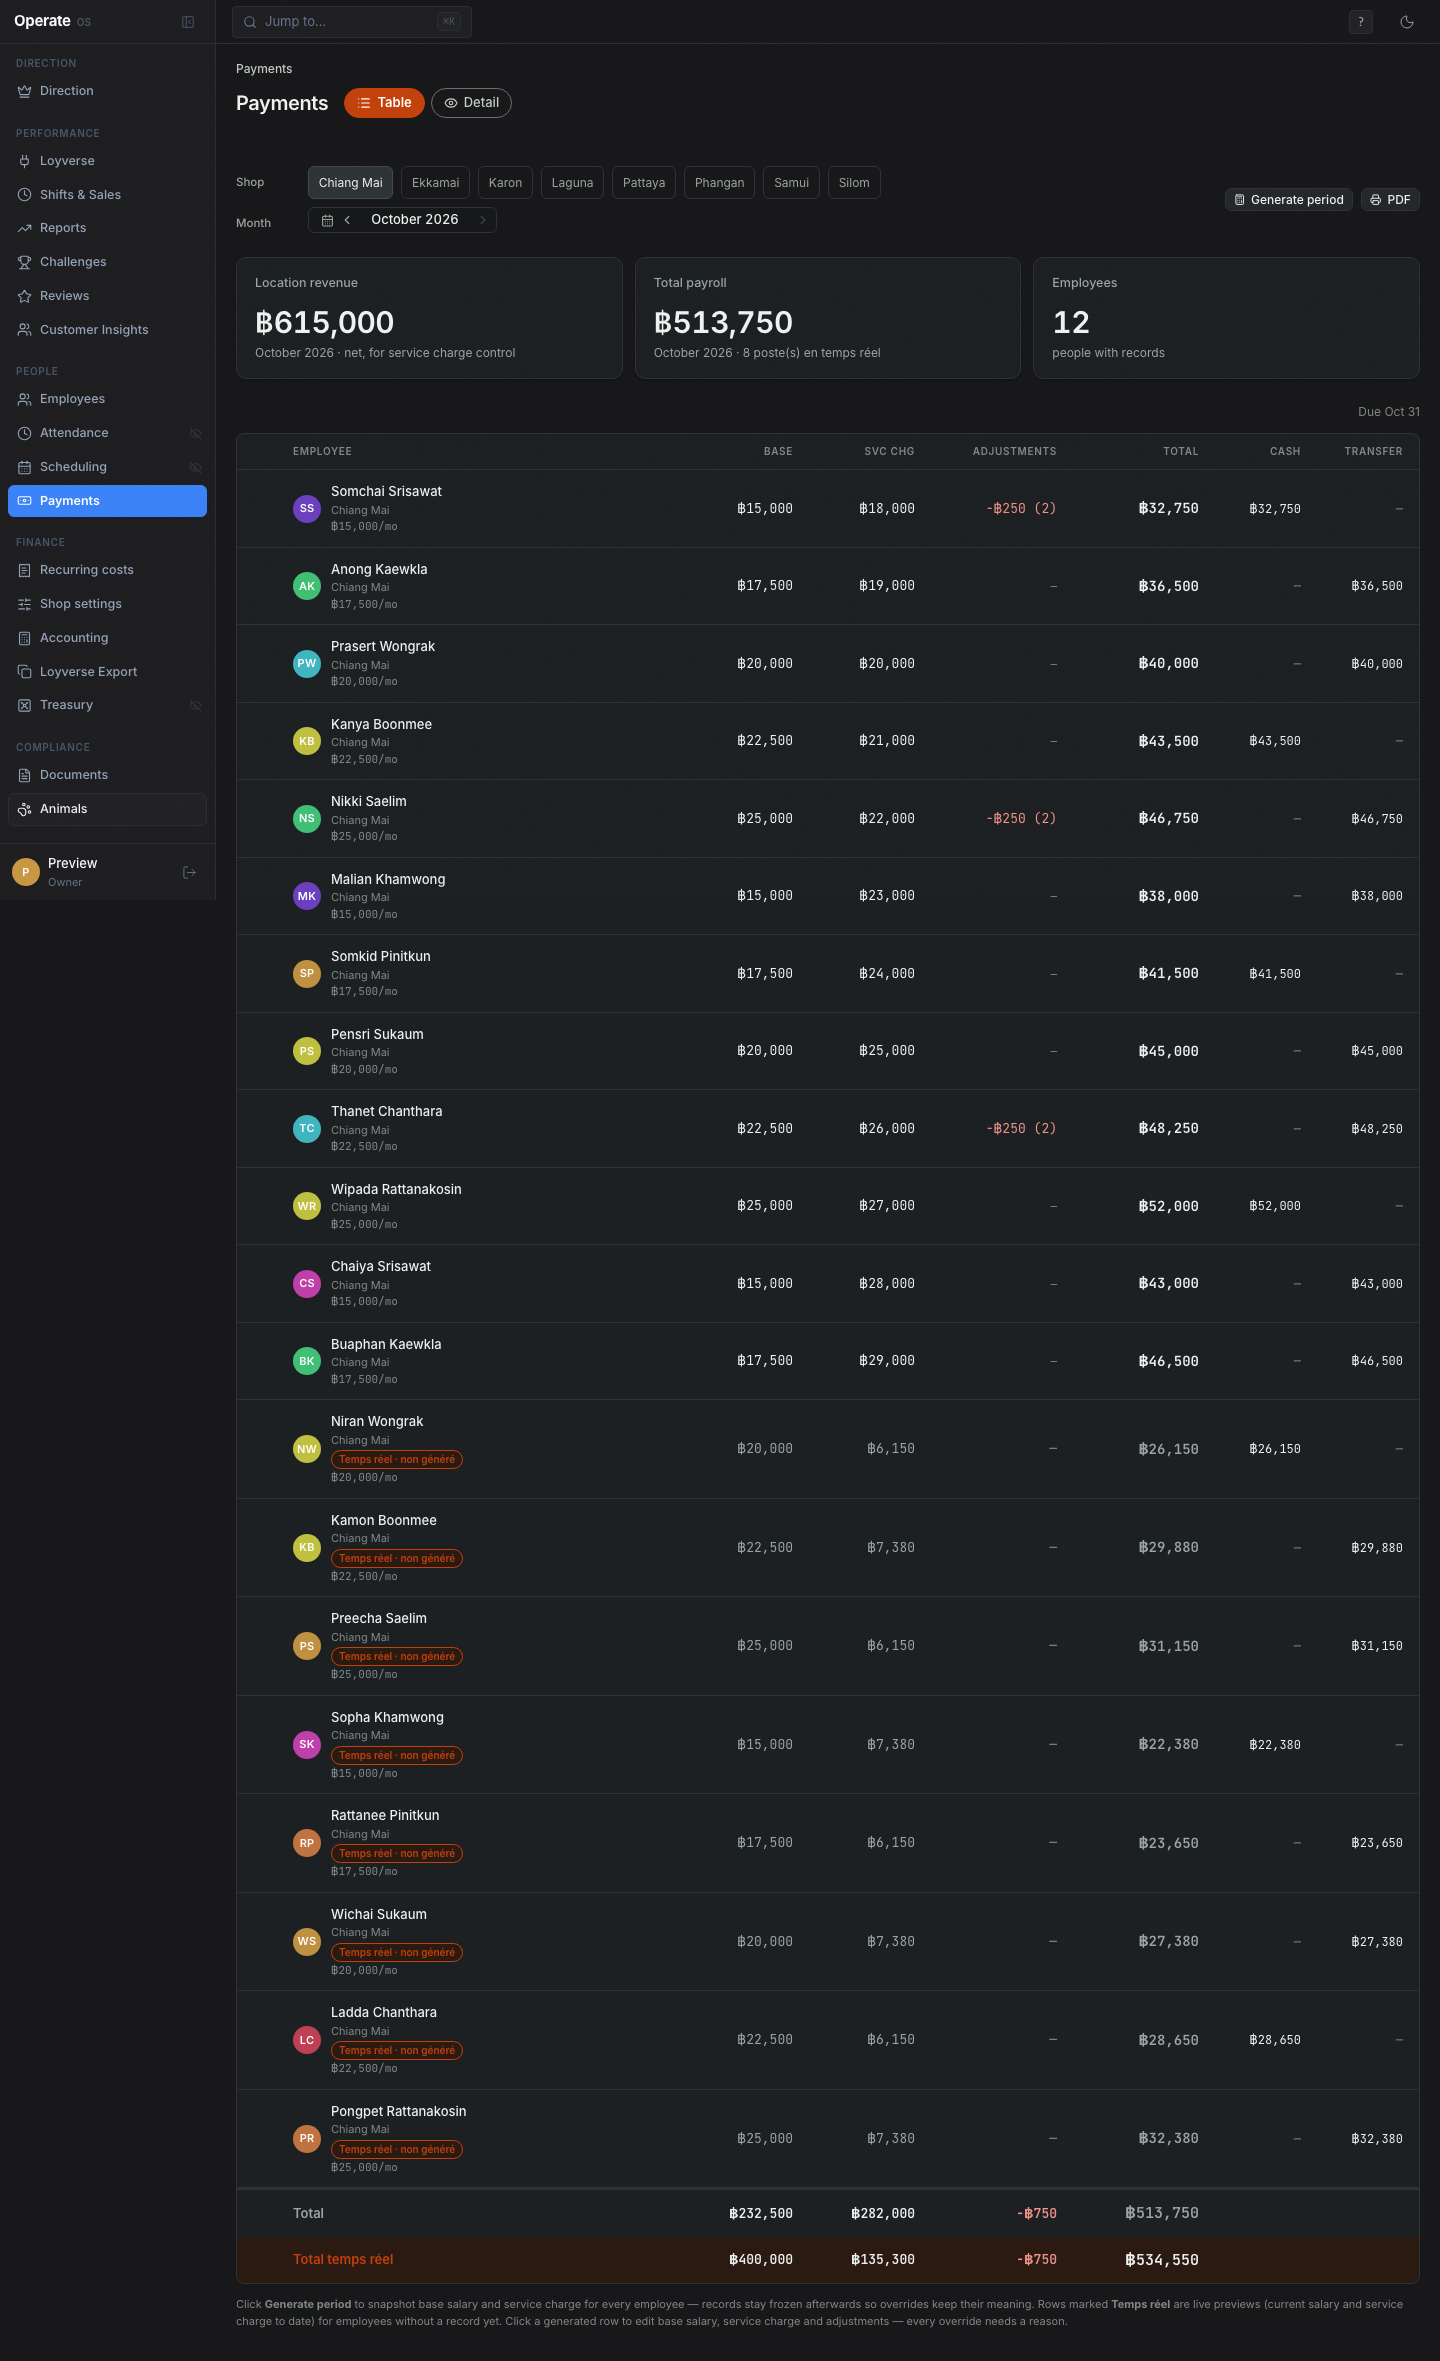 Operate OS
Jump to... ⌘K ?
DIRECTION
Direction
PERFORMANCE
Loyverse
Shifts & Sales
Reports
Challenges
Reviews
Customer Insights
PEOPLE
Employees
Attendance
Scheduling
Payments
FINANCE
Recurring costs
Shop settings
Accounting
Loyverse Export
Treasury
COMPLIANCE
Documents
Animals
P Preview
Owner
Payments
Payments Table Detail
Shop Chiang Mai Ekkamai Karon Laguna Pattaya Phangan Samui Silom
Month October 2026
Generate period PDF
Location revenue
฿615,000
October 2026 · net, for service charge control
Total payroll
฿513,750
October 2026 · 8 poste(s) en temps réel
Employees
12
people with records
Due Oct 31
EMPLOYEE BASE SVC CHG ADJUSTMENTS TOTAL CASH TRANSFER
Somchai Srisawat
Chiang Mai
SS ฿15,000/mo ฿15,000 ฿18,000 -฿250 (2) ฿32,750 ฿32,750 —
Anong Kaewkla
Chiang Mai
AK ฿17,500/mo ฿17,500 ฿19,000 — ฿36,500 — ฿36,500
Prasert Wongrak
Chiang Mai
PW ฿20,000/mo ฿20,000 ฿20,000 — ฿40,000 — ฿40,000
Kanya Boonmee
Chiang Mai
KB ฿22,500/mo ฿22,500 ฿21,000 — ฿43,500 ฿43,500 —
Nikki Saelim
Chiang Mai
NS ฿25,000/mo ฿25,000 ฿22,000 -฿250 (2) ฿46,750 — ฿46,750
Malian Khamwong
Chiang Mai
MK ฿15,000/mo ฿15,000 ฿23,000 — ฿38,000 — ฿38,000
Somkid Pinitkun
Chiang Mai
SP ฿17,500/mo ฿17,500 ฿24,000 — ฿41,500 ฿41,500 —
Pensri Sukaum
Chiang Mai
PS ฿20,000/mo ฿20,000 ฿25,000 — ฿45,000 — ฿45,000
Thanet Chanthara
Chiang Mai
TC ฿22,500/mo ฿22,500 ฿26,000 -฿250 (2) ฿48,250 — ฿48,250
Wipada Rattanakosin
Chiang Mai
WR ฿25,000/mo ฿25,000 ฿27,000 — ฿52,000 ฿52,000 —
Chaiya Srisawat
Chiang Mai
CS ฿15,000/mo ฿15,000 ฿28,000 — ฿43,000 — ฿43,000
Buaphan Kaewkla
Chiang Mai
BK ฿17,500/mo ฿17,500 ฿29,000 — ฿46,500 — ฿46,500
Niran Wongrak
Chiang Mai
Temps réel · non généré
NW ฿20,000/mo ฿20,000 ฿6,150 — ฿26,150 ฿26,150 —
Kamon Boonmee
Chiang Mai
Temps réel · non généré
KB ฿22,500/mo ฿22,500 ฿7,380 — ฿29,880 — ฿29,880
Preecha Saelim
Chiang Mai
Temps réel · non généré
PS ฿25,000/mo ฿25,000 ฿6,150 — ฿31,150 — ฿31,150
Sopha Khamwong
Chiang Mai
Temps réel · non généré
SK ฿15,000/mo ฿15,000 ฿7,380 — ฿22,380 ฿22,380 —
Rattanee Pinitkun
Chiang Mai
Temps réel · non généré
RP ฿17,500/mo ฿17,500 ฿6,150 — ฿23,650 — ฿23,650
Wichai Sukaum
Chiang Mai
Temps réel · non généré
WS ฿20,000/mo ฿20,000 ฿7,380 — ฿27,380 — ฿27,380
Ladda Chanthara
Chiang Mai
Temps réel · non généré
LC ฿22,500/mo ฿22,500 ฿6,150 — ฿28,650 ฿28,650 —
Pongpet Rattanakosin
Chiang Mai
Temps réel · non généré
PR ฿25,000/mo ฿25,000 ฿7,380 — ฿32,380 — ฿32,380
Total ฿232,500 ฿282,000 -฿750 ฿513,750
Total temps réel ฿400,000 ฿135,300 -฿750 ฿534,550
Click Generate period to snapshot base salary and service charge for every employee — records stay frozen afterwards so overrides keep their meaning. Rows marked Temps réel are live previews (current salary and service
charge to date) for employees without a record yet. Click a generated row to edit base salary, service charge and adjustments — every override needs a reason.